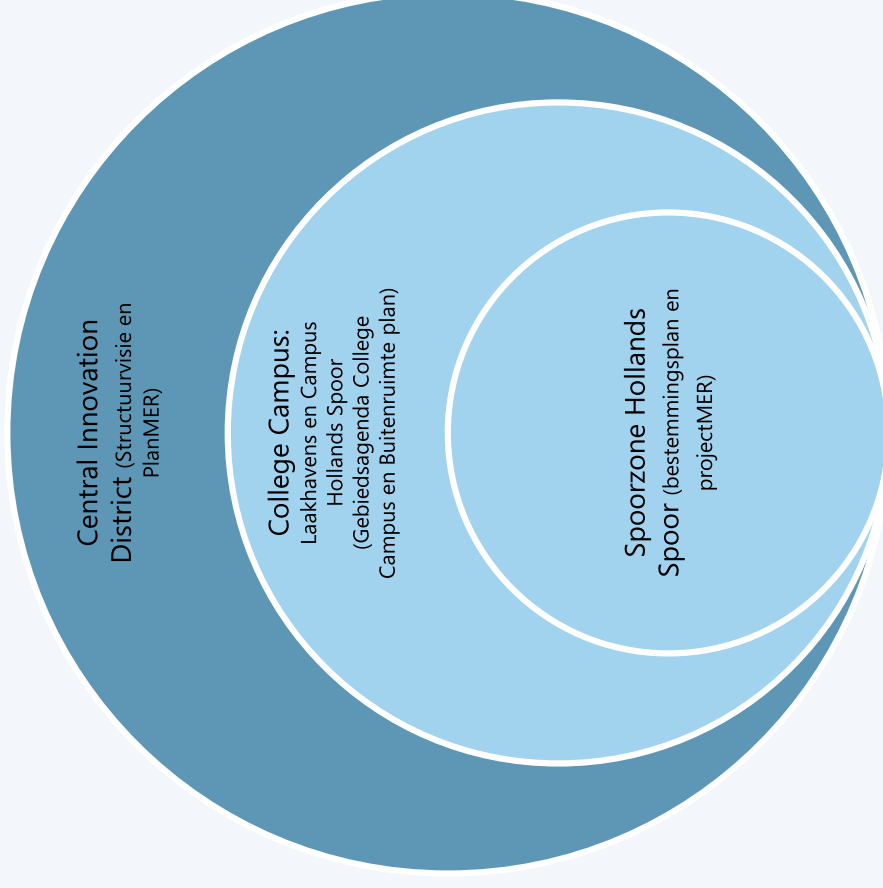 Central Innovation
District (Structuurvisie en
PlanMER)
College Campus:
Laakhavens en Campus
Hollands Spoor
(Gebiedsagenda College
Campus en Buitenruimte plan)
Spoorzone Hollands
Spoor (bestemmingsplan en
projectMER)